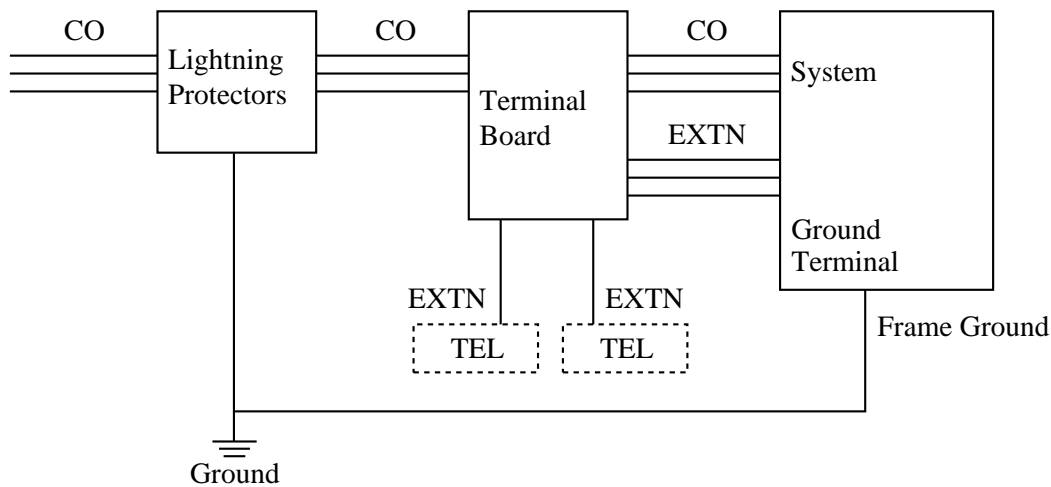 CO
CO
CO
Lightning
Protectors
Terminal
Board
System
EXTN
Ground
Terminal
EXTN
EXTN
TEL
TEL
Frame Ground
Ground